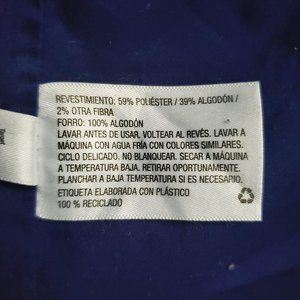 REVESTIMIENTO: 59% POLIÉSTER / 39% ALGODÓN /
2% OTRA FIBRA
FORRO: 100% ALGODÓN
LAVAR ANTES DE USAR. VOLTEAR AL REVÉS. LAVAR A
MÁQUINA CON AGUA FRÍA CON COLORES SIMILARES.
CICLO DELICADO. NO BLANQUEAR. SECAR A MÁQUINA
A TEMPERATURA BAJA. RETIRAR OPORTUNAMENTE.
PLANCHAR A BAJA TEMPERATURA SI ES NECESARIO.
ETIQUETA ELABORADA CON PLÁSTICO
100 % RECICLADO